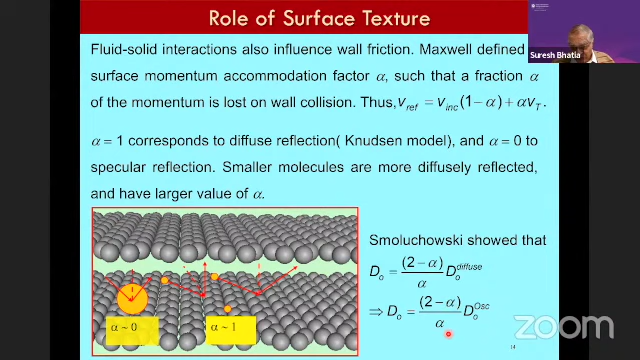 Role of Surface Texture
Suresh Bhatia
Fluid-solid interactions also influence wall friction. Maxwell defined
surface momentum accommodation factor α, such that a fraction α
of the momentum is lost on wall collision. Thus, v_ref = v_inc(1−α)+αv_T.
α = 1 corresponds to diffuse reflection( Knudsen model), and α = 0 to
specular reflection. Smaller molecules are more diffusely reflected,
and have larger value of α.
Smoluchowski showed that
D_o = (2−α)/α D_o^diffuse
⇒ D_o = (2−α)/α D_o^Osc
α ~ 0
α ~ 1
zoom
14